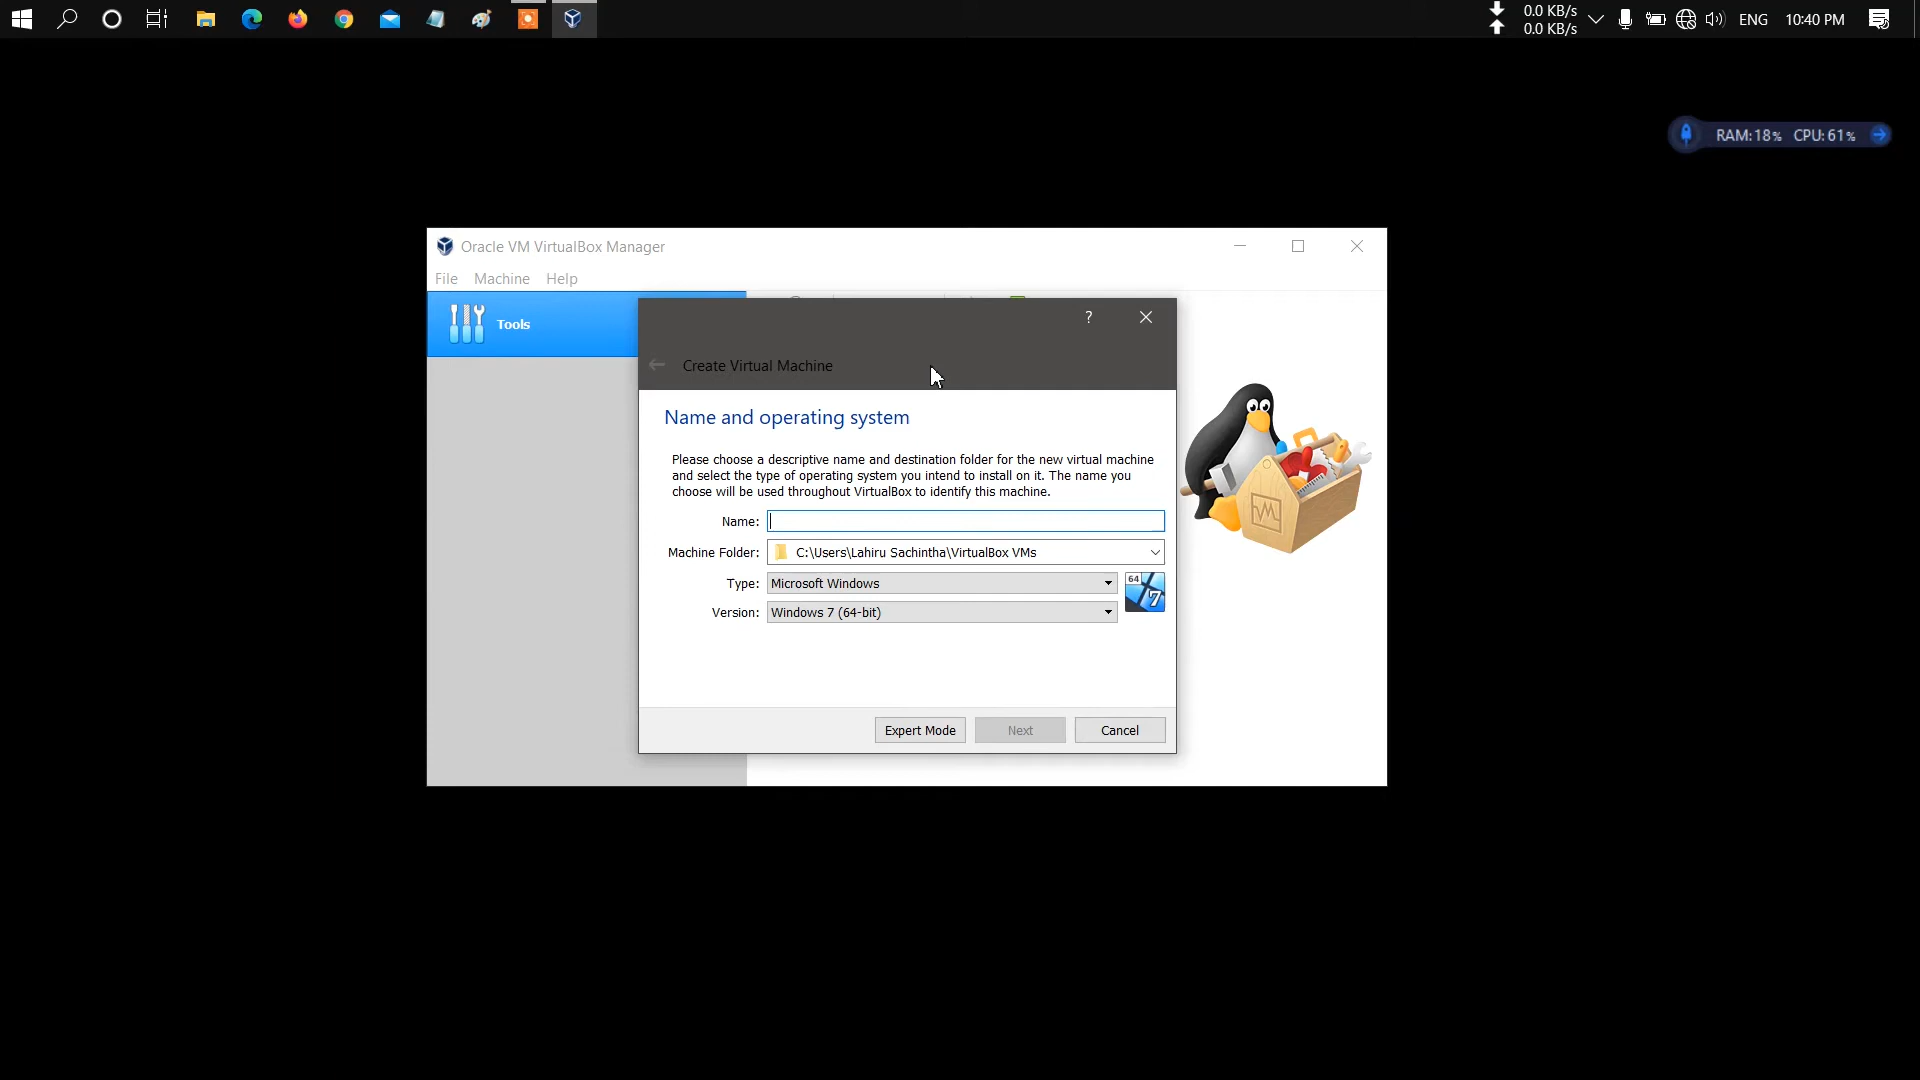 0.0 KB/s
0.0 KB/s
ENG
10:40 PM
RAM:18% CPU:61%
Oracle VM VirtualBox Manager
File Machine Help
Tools
?
Create Virtual Machine
Name and operating system
Please choose a descriptive name and destination folder for the new virtual machine
and select the type of operating system you intend to install on it. The name you
choose will be used throughout VirtualBox to identify this machine.
Name:
Machine Folder: C:\Users\Lahiru Sachintha\VirtualBox VMs
Type: Microsoft Windows
64
7
Version: Windows 7 (64-bit)
Expert Mode Next Cancel